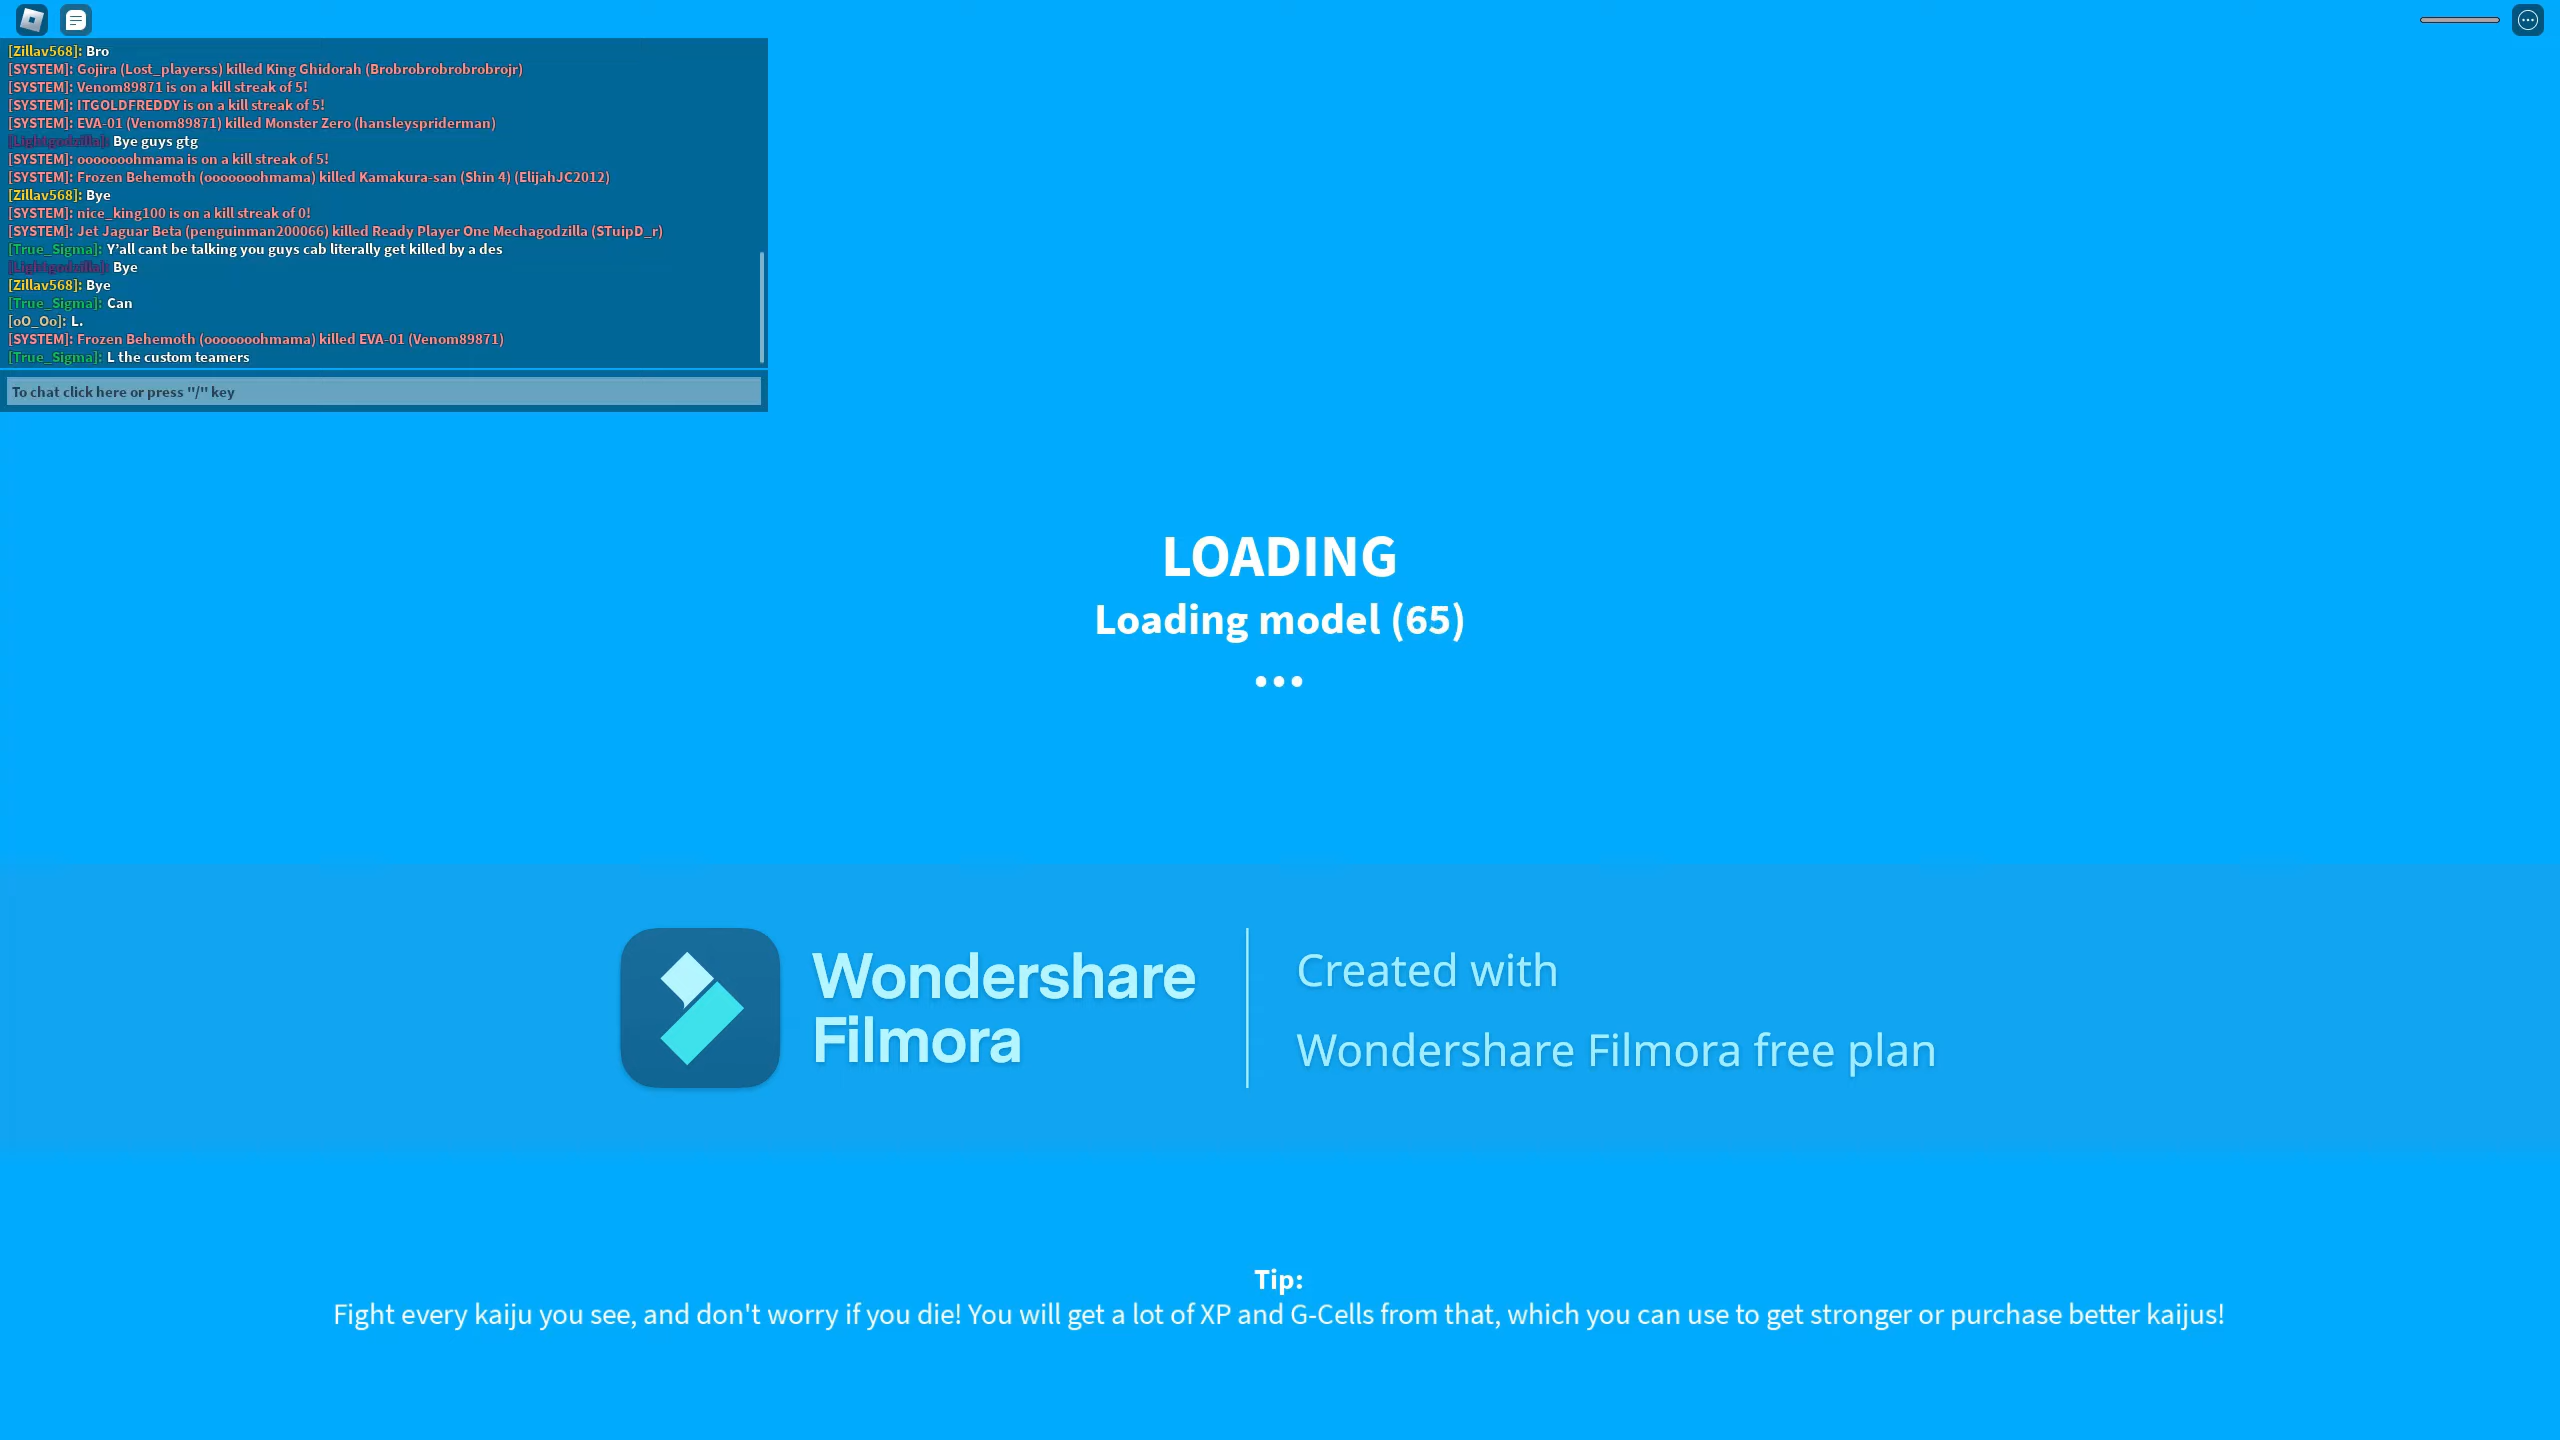 [Zillav568]: Bro
[SYSTEM]: Gojira (Lost_playerss) killed King Ghidorah (Brobrobrobrobrobrojr)
[SYSTEM]: Venom89871 is on a kill streak of 5!
[SYSTEM]: ITGOLDFREDDY is on a kill streak of 5!
[SYSTEM]: EVA-01 (Venom89871) killed Monster Zero (hansleyspriderman)
Bye guys gtg
[SYSTEM]: ooooooohmama is on a kill streak of 5!
[SYSTEM]: Frozen Behemoth (ooooooohmama) killed Kamakura-san (Shin 4) (ElijahJC2012)
[Zillav568]: Bye
[SYSTEM]: nice_king100 is on a kill streak of 0!
[SYSTEM]: Jet Jaguar Beta (penguinman200066) killed Ready Player One Mechagodzilla (STuipD_r)
[True_Sigma]: Y'all cant be talking you guys cab literally get killed by a des
Bye
[Zillav568]: Bye
[True_Sigma]: Can
[oO_Oo]: L.
[SYSTEM]: Frozen Behemoth (ooooooohmama) killed EVA-01 (Venom89871)
[True_Sigma]: L the custom teamers
To chat click here or press "/" key
LOADING
Loading model (65)
...
Wondershare
Filmora
Created with
Wondershare Filmora free plan
Tip:
Fight every kaiju you see, and don't worry if you die! You will get a lot of XP and G-Cells from that, which you can use to get stronger or purchase better kaijus!